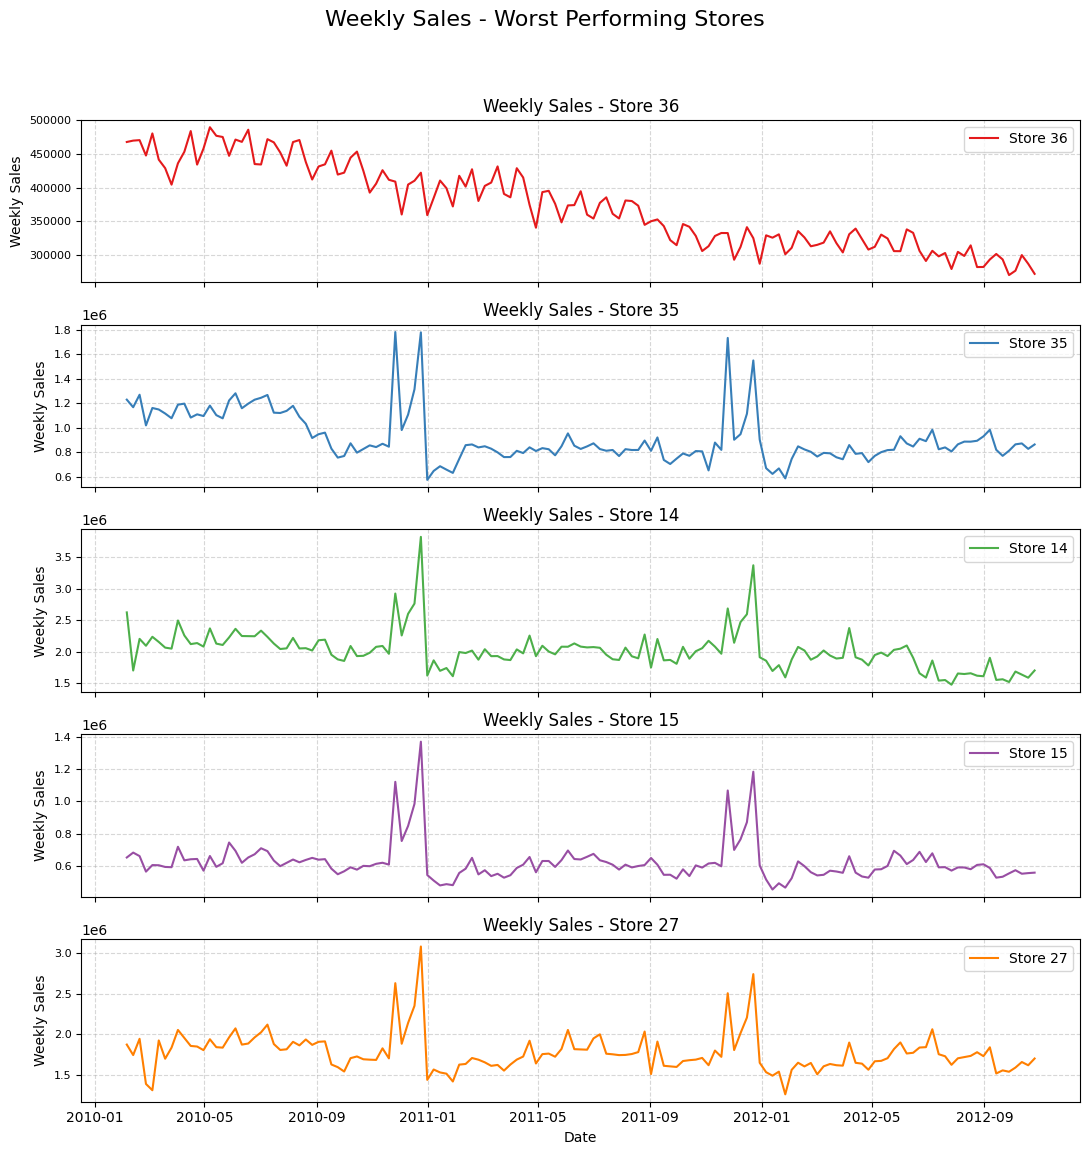 Weekly Sales - Worst Performing Stores
Weekly Sales - Store 36
Weekly Sales
500000
450000
400000
350000
300000
Store 36
Weekly Sales - Store 35
1e6
Weekly Sales
1.8
1.6
1.4
1.2
1.0
0.8
0.6
Store 35
Weekly Sales - Store 14
1e6
Weekly Sales
3.5
3.0
2.5
2.0
1.5
Store 14
Weekly Sales - Store 15
1e6
Weekly Sales
1.4
1.2
1.0
0.8
0.6
Store 15
Weekly Sales - Store 27
1e6
Weekly Sales
3.0
2.5
2.0
1.5
Store 27
2010-01 2010-05 2010-09 2011-01 2011-05 2011-09 2012-01 2012-05 2012-09
Date